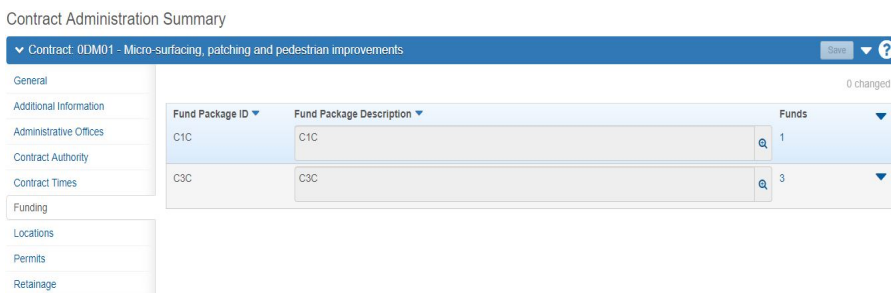 Contract Administration Summary
Contract: 0DM01 - Micro-surfacing, patching and pedestrian improvements Save ?
General
0 changed
Additional Information
Fund Package ID Fund Package Description Funds
Administrative Offices
C1C C1C 1
Contract Authority
Contract Times
C3C C3C 3
Funding
Locations
Permits
Retainage